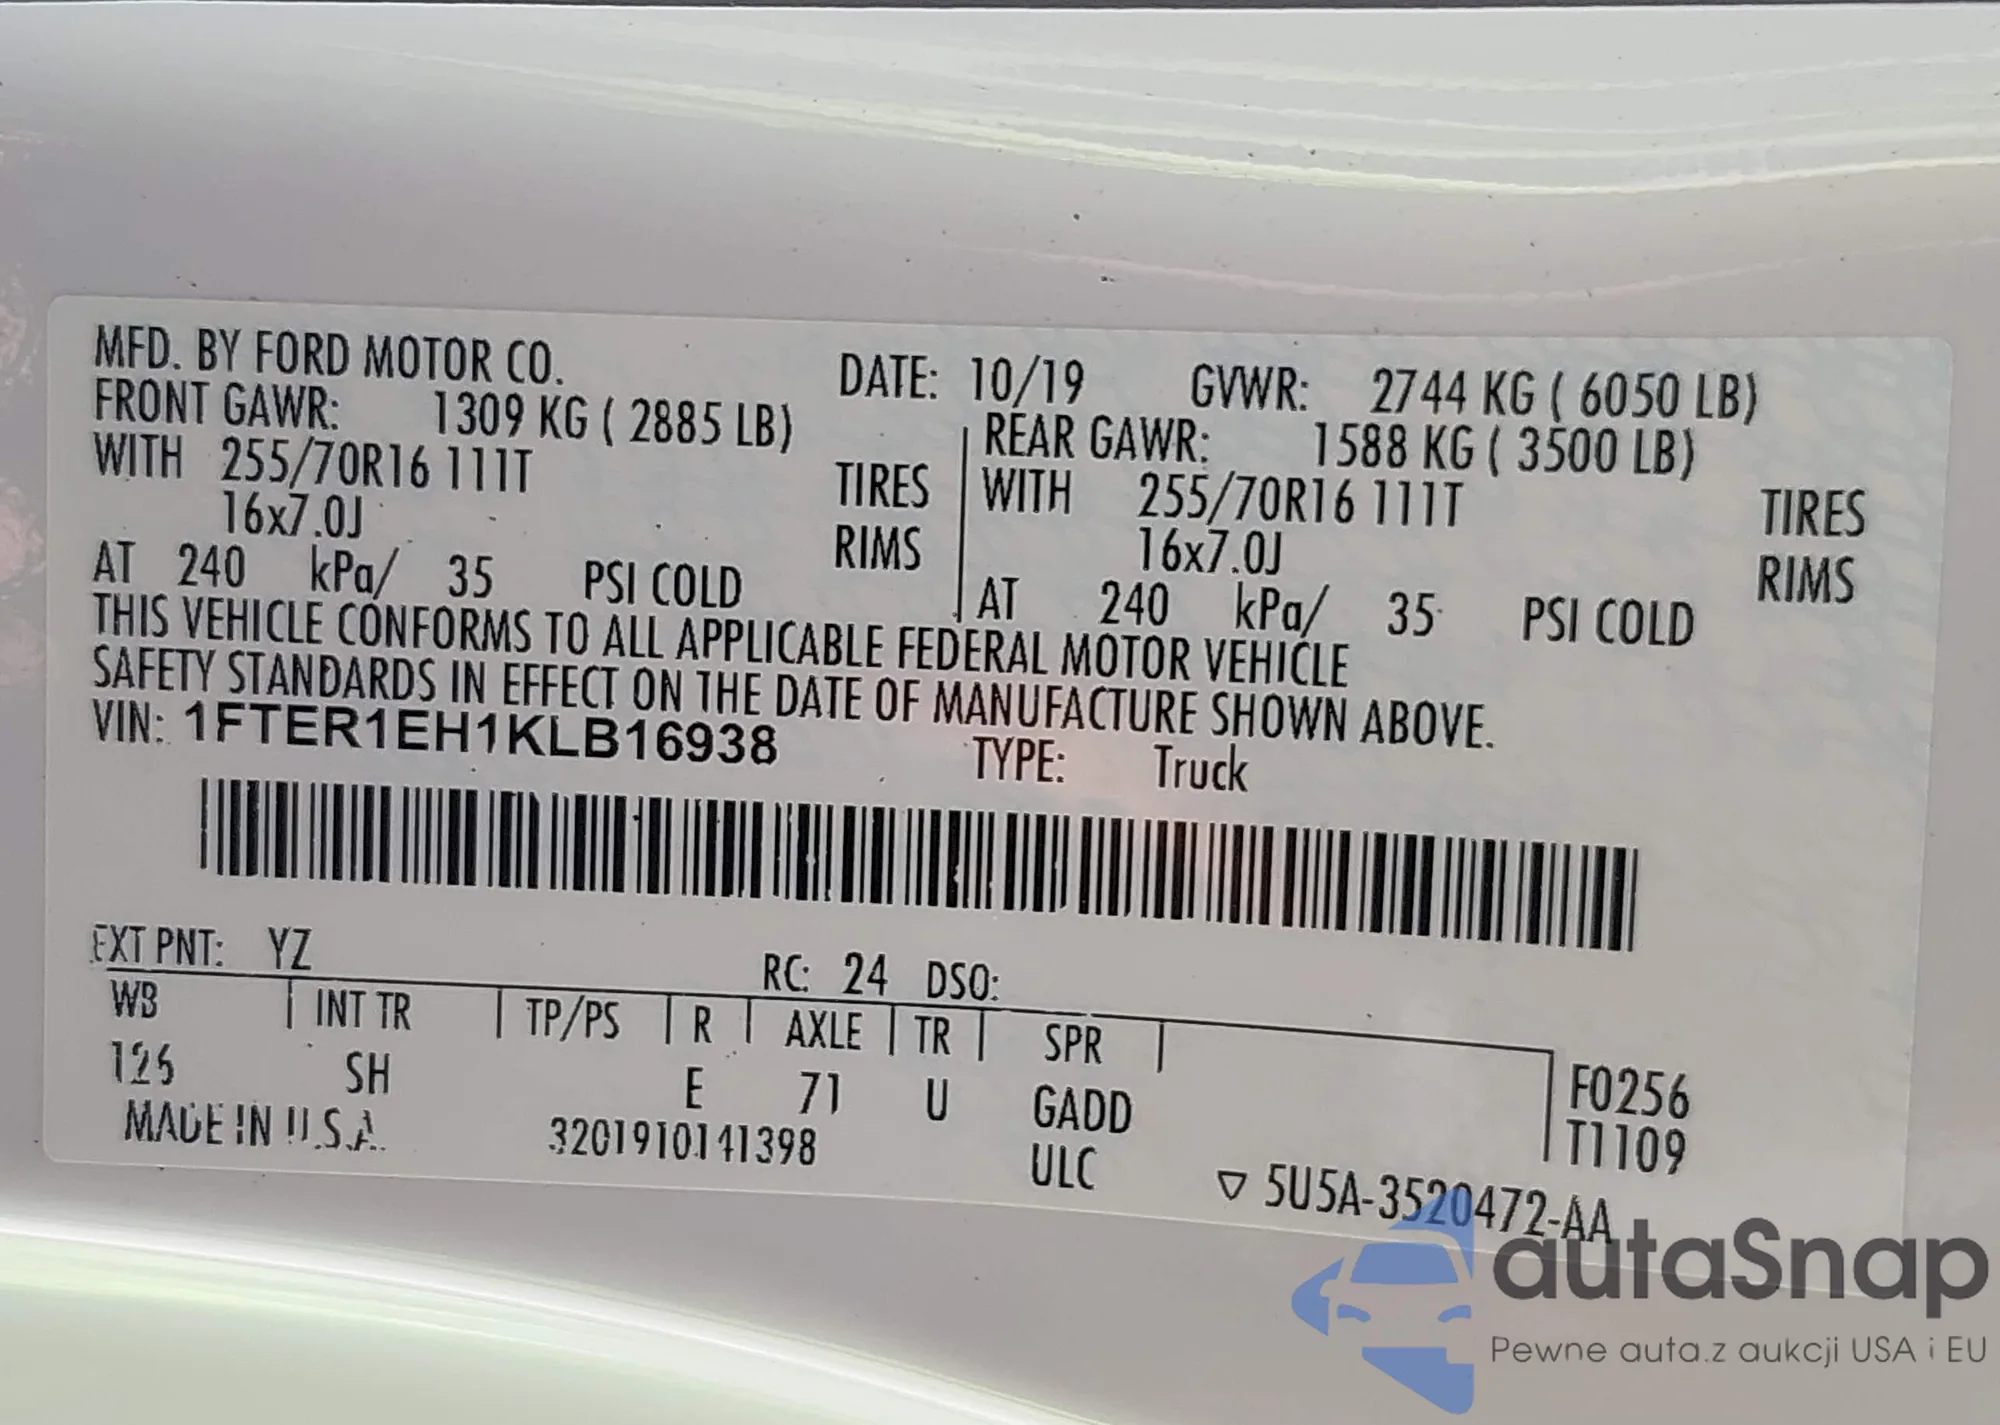 MFD. BY FORD MOTOR CO. DATE: 10/19 GVWR: 2744 KG ( 6050 LB)
FRONT GAWR: 1309 KG ( 2885 LB) REAR GAWR: 1588 KG ( 3500 LB)
WITH 255/70R16 111T TIRES WITH 255/70R16 111T TIRES
16x7.0J RIMS 16x7.0J RIMS
AT 240 kPa/ 35 PSI COLD AT 240 kPa/ 35 PSI COLD
THIS VEHICLE CONFORMS TO ALL APPLICABLE FEDERAL MOTOR VEHICLE
SAFETY STANDARDS IN EFFECT ON THE DATE OF MANUFACTURE SHOWN ABOVE.
VIN: 1FTER1EH1KLB16938 TYPE: Truck
EXT PNT: YZ RC: 24 DSO:
WB INT TR TP/PS R AXLE TR SPR
126 SH E 71 U GADD F0256
MADE IN U.S.A. 3201910141398 ULC T1109
▽ 5U5A-3520472-AA
autaSnap
Pewne auta.z aukcji USA i EU